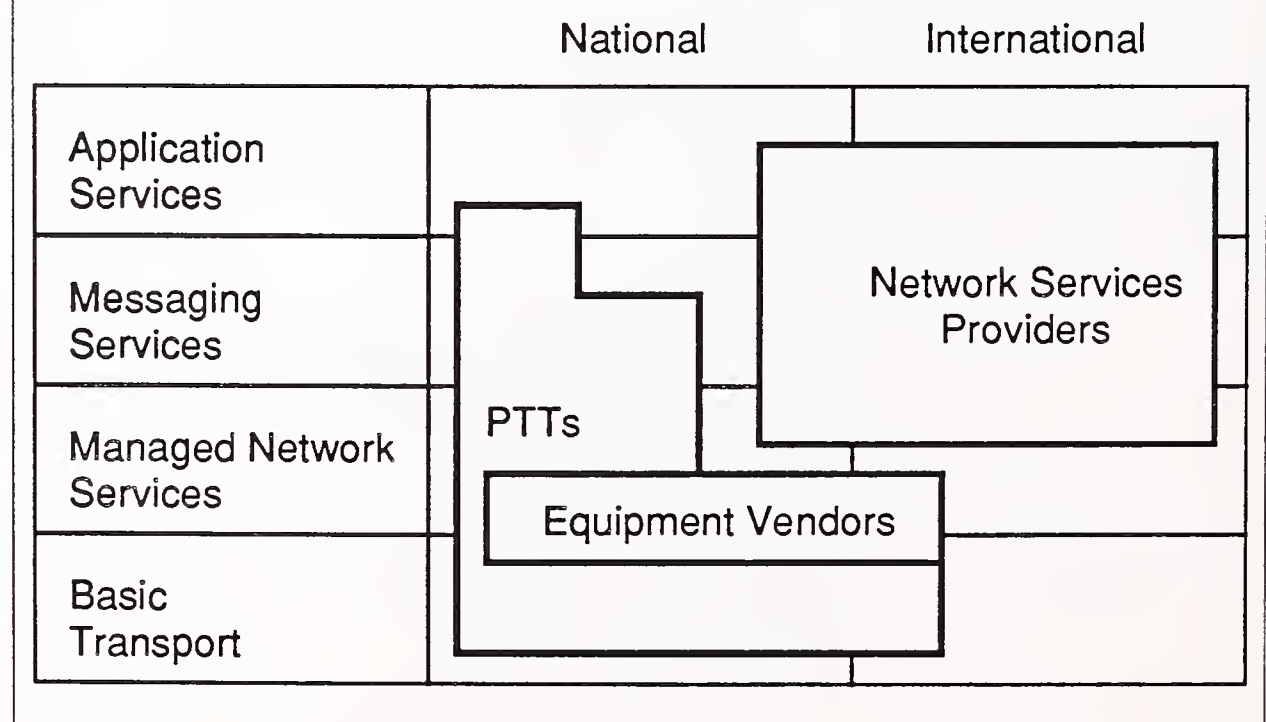 National International
Application
Services
Messaging
Services
Network Services
Providers
PTTs
Managed Network
Services
Equipment Vendors
Basic
Transport